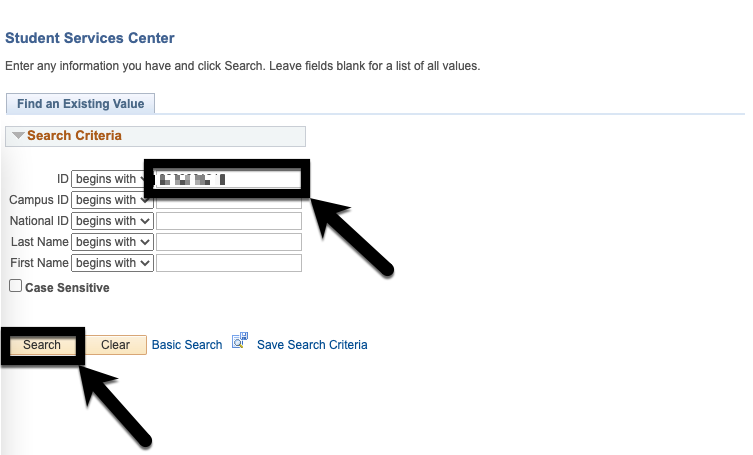 Student Services Center
Enter any information you have and click Search. Leave fields blank for a list of all values.
Find an Existing Value
Search Criteria
ID begins with
Campus ID begins with
National ID begins with
Last Name begins with
First Name begins with
Case Sensitive
Search Clear Basic Search Save Search Criteria